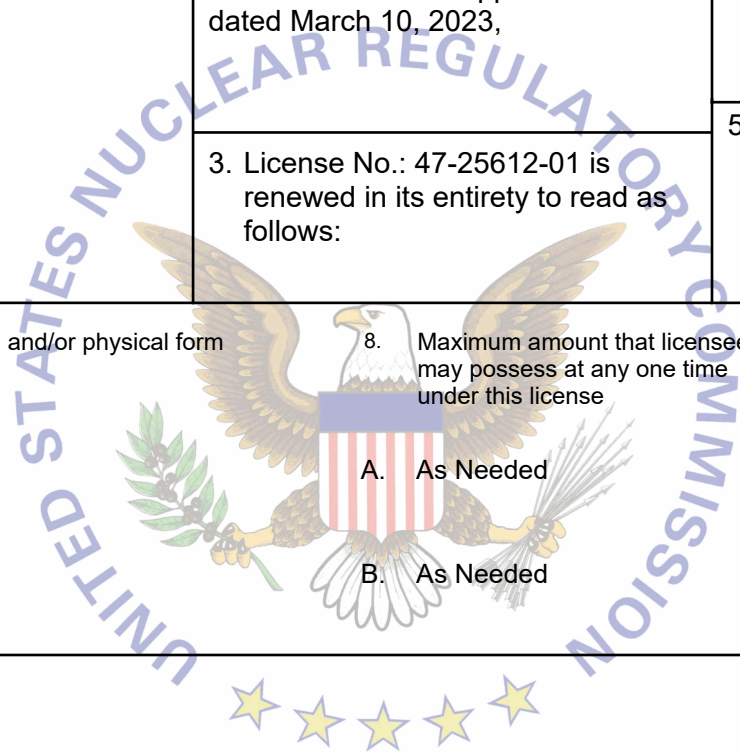 dated March 10, 2023,
3. License No.: 47-25612-01 is
renewed in its entirety to read as
follows:
5
and/or physical form
8. Maximum amount that licensee
may possess at any one time
under this license
A. As Needed
B. As Needed
UNITED STATES NUCLEAR REGULATORY COMMISSION